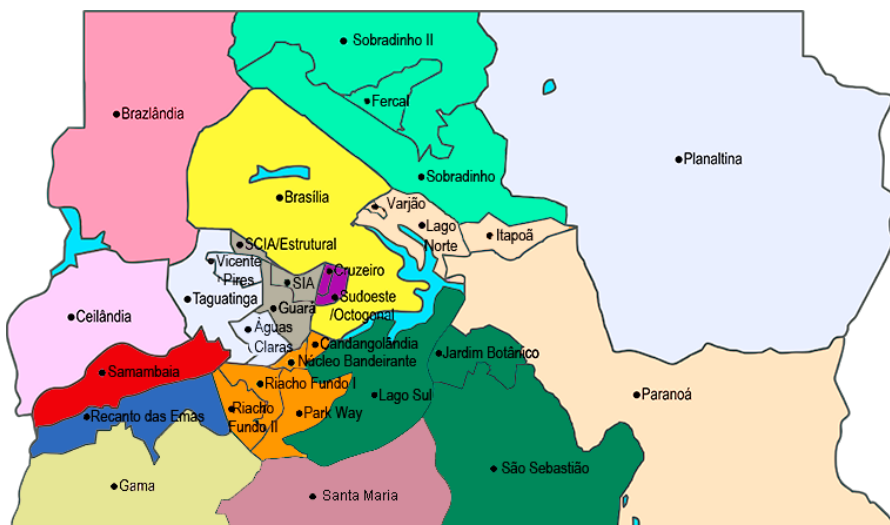 Sobradinho II
Fercal
Brazlândia
Planaltina
Sobradinho
Brasília
Varjão
Lago
Norte
Itapoã
SCIA/Estrutural
Vicente
Pires
Cruzeiro
SIA
Taguatinga
Sudoeste
/Octogonal
Guará
Ceilândia
Águas
Claras
Candangolândia
Núcleo Bandeirante
Jardim Botânico
Samambaia
Riacho Fundo I
Lago Sul
Paranoá
Recanto das Emas
Riacho
Fundo II
Park Way
São Sebastião
Gama
Santa Maria